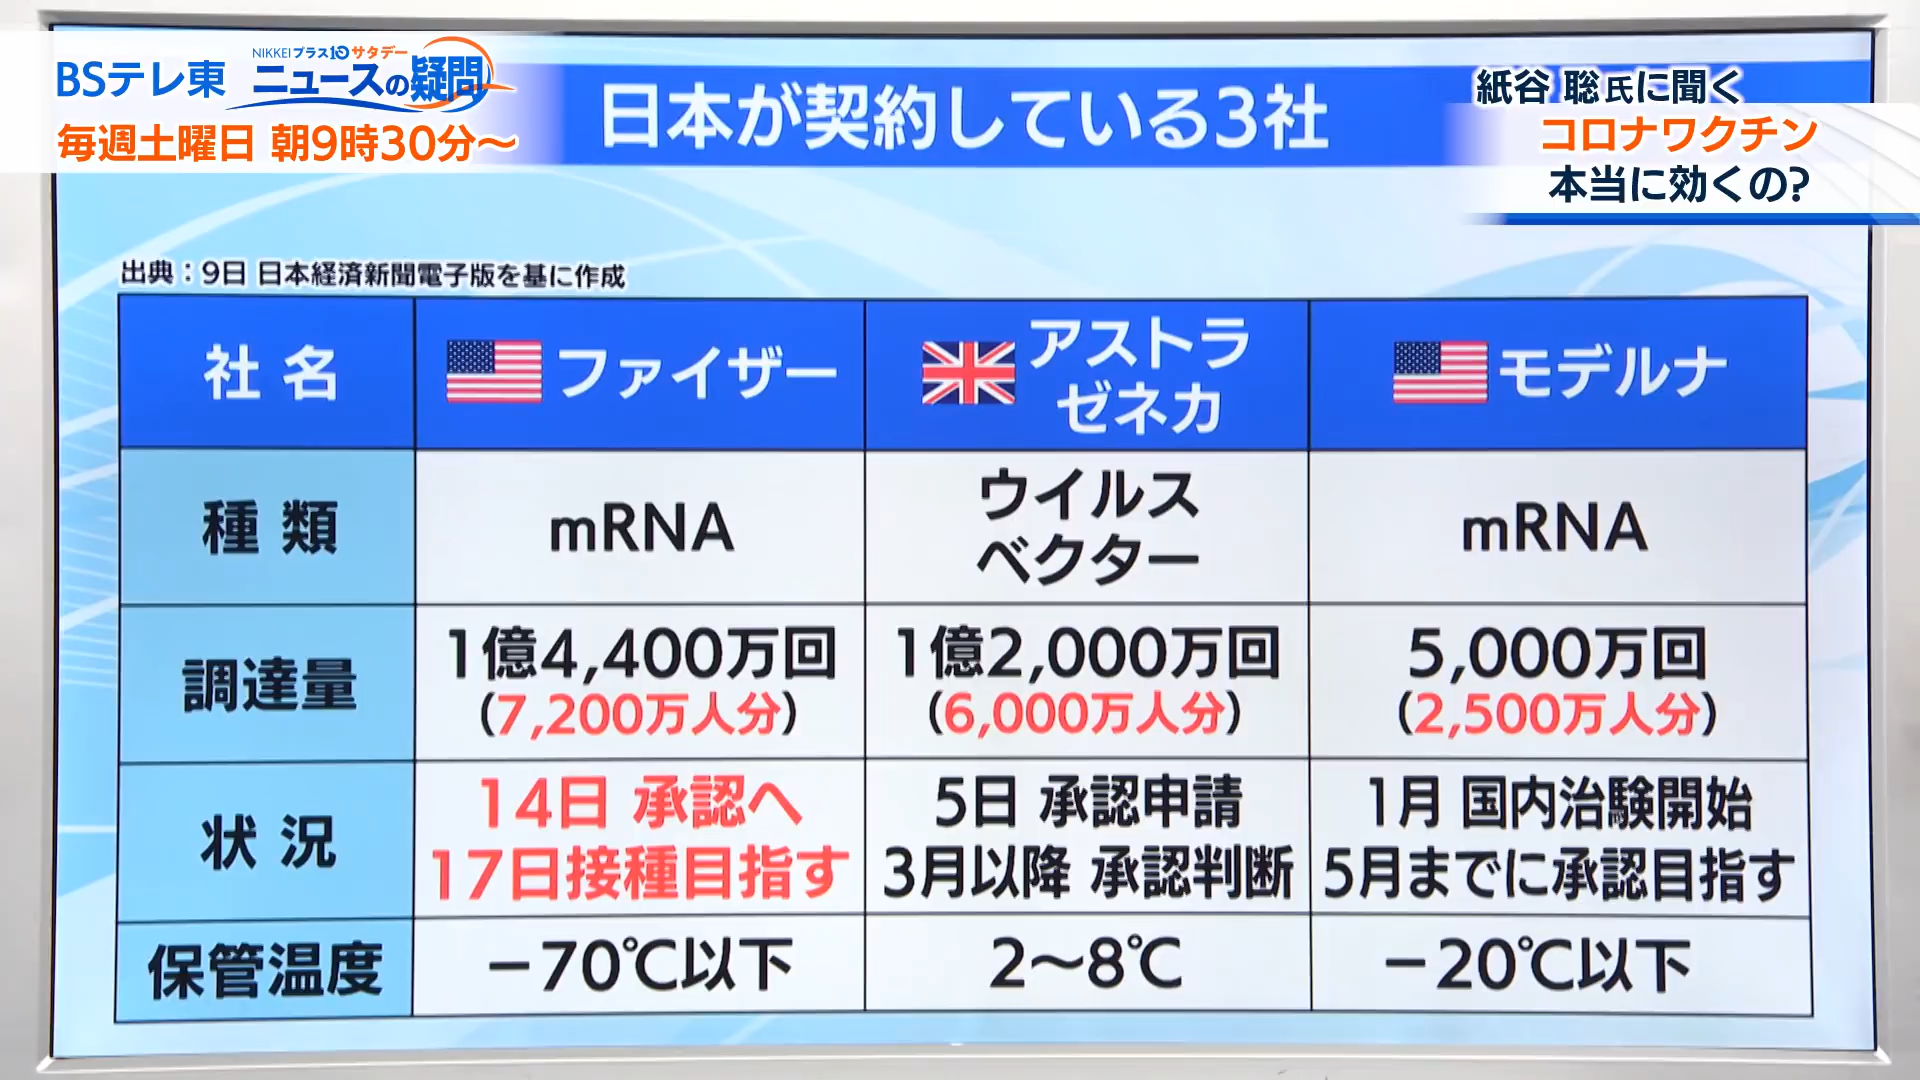 BSテレ東
NIKKEIプラス10サタデー
ニュースの疑問
毎週土曜日 朝9時30分～
日本が契約している3社
紙谷 聡氏に聞く
コロナワクチン
本当に効くの?
出典：9日 日本経済新聞電子版を基に作成
社名 ファイザー アストラゼネカ モデルナ
種類 mRNA ウイルスベクター mRNA
調達量 1億4,400万回 1億2,000万回 5,000万回
(7,200万人分) (6,000万人分) (2,500万人分)
状況 14日 承認へ 5日 承認申請 1月 国内治験開始
17日接種目指す 3月以降 承認判断 5月までに承認目指す
保管温度 －70℃以下 2～8℃ －20℃以下